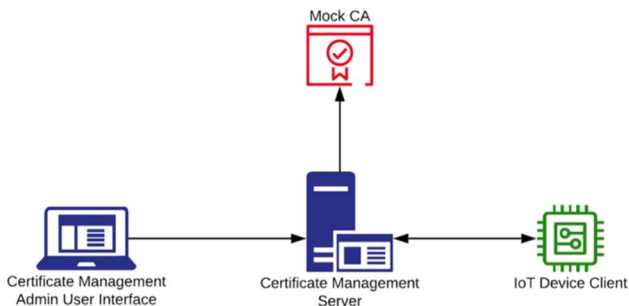 Mock CA
Certificate Management
Admin User Interface
Certificate Management
Server
IoT Device Client